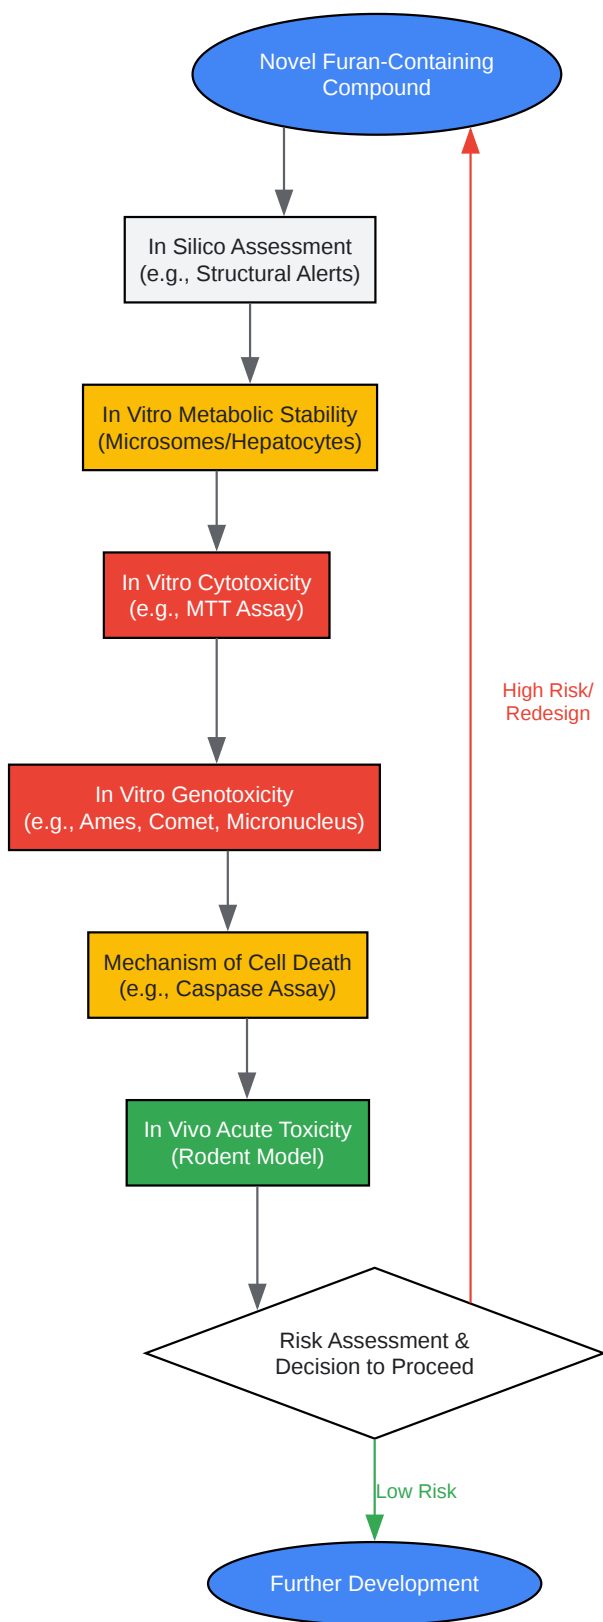 Novel Furan-Containing
Compound
In Silico Assessment
(e.g., Structural Alerts)
In Vitro Metabolic Stability
(Microsomes/Hepatocytes)
In Vitro Cytotoxicity
(e.g., MTT Assay)
High Risk/
Redesign
In Vitro Genotoxicity
(e.g., Ames, Comet, Micronucleus)
Mechanism of Cell Death
(e.g., Caspase Assay)
In Vivo Acute Toxicity
(Rodent Model)
Risk Assessment &
Decision to Proceed
Low Risk
Further Development